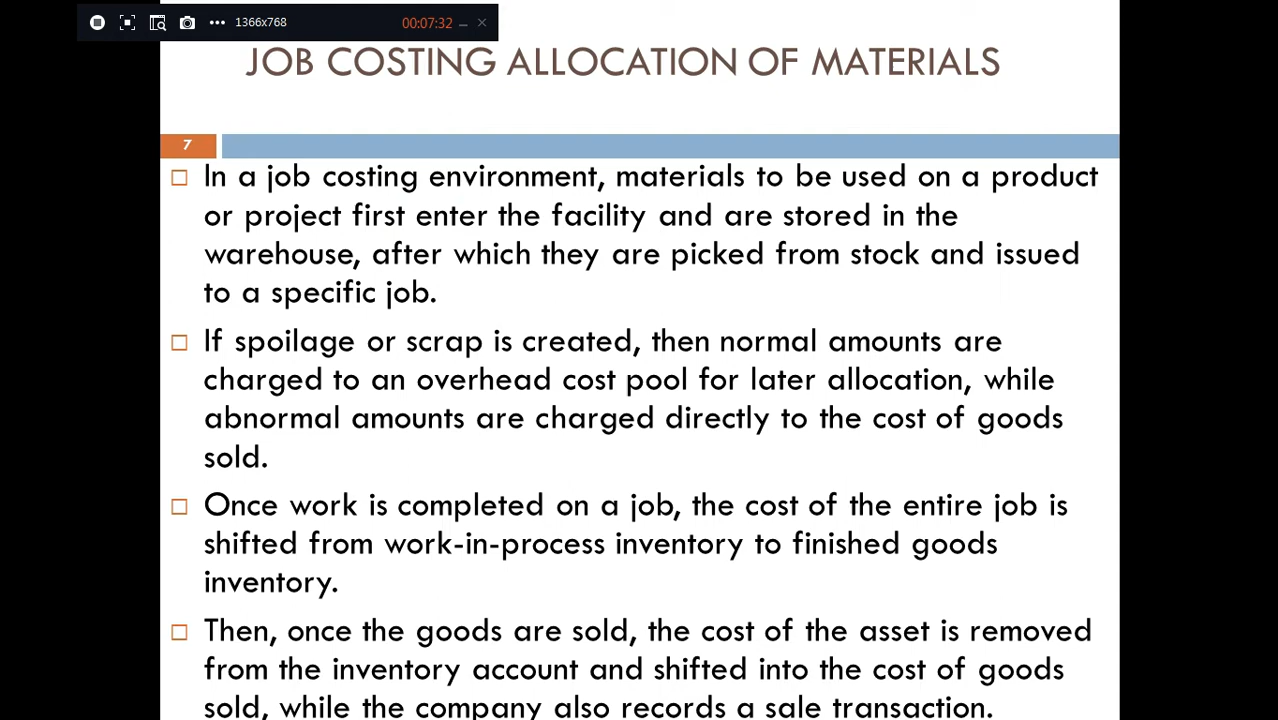 1366x768
00:07:32
JOB COSTING ALLOCATION OF MATERIALS
7
In a job costing environment, materials to be used on a product
or project first enter the facility and are stored in the
warehouse, after which they are picked from stock and issued
to a specific job.
If spoilage or scrap is created, then normal amounts are
charged to an overhead cost pool for later allocation, while
abnormal amounts are charged directly to the cost of goods
sold.
Once work is completed on a job, the cost of the entire job is
shifted from work-in-process inventory to finished goods
inventory.
Then, once the goods are sold, the cost of the asset is removed
from the inventory account and shifted into the cost of goods
sold, while the company also records a sale transaction.